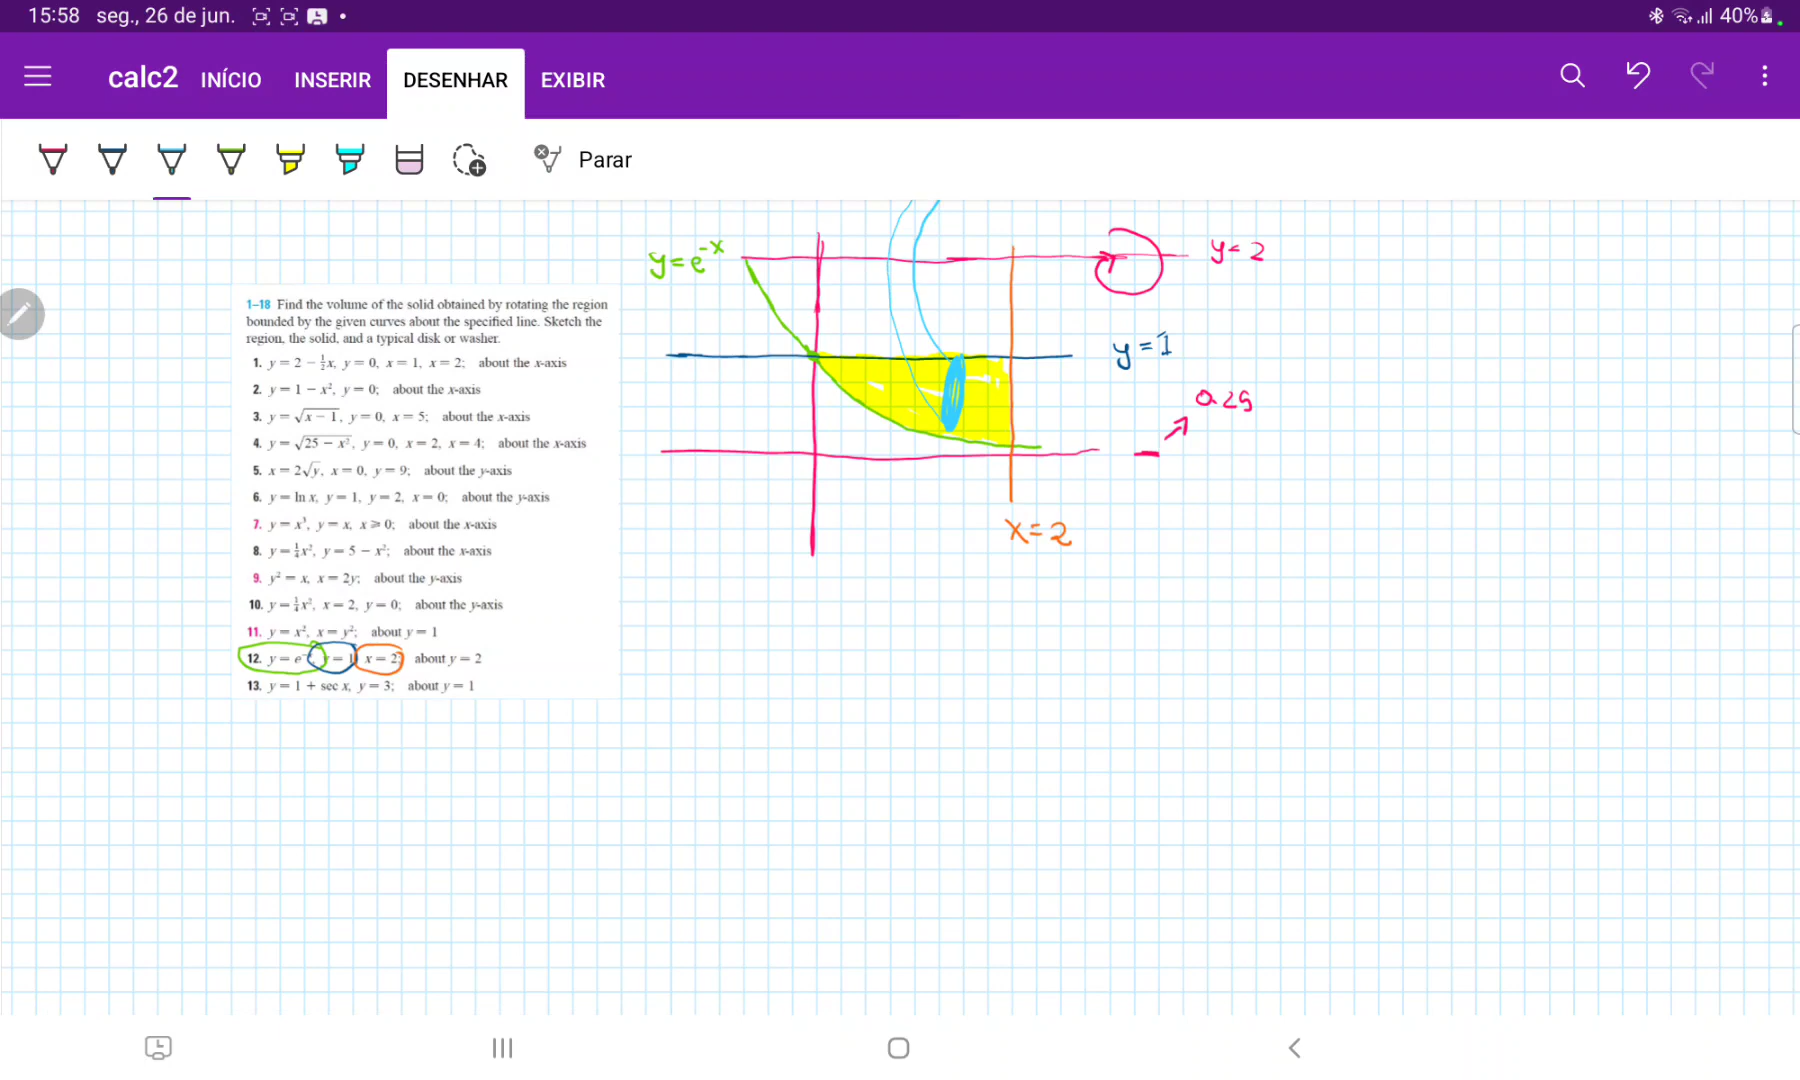 15:58 seg., 26 de jun. 40%
calc2 INÍCIO INSERIR DESENHAR EXIBIR
Parar
y=e^-x
y=2
y=1
0.25
x=2
1–18 Find the volume of the solid obtained by rotating the region
bounded by the given curves about the specified line. Sketch the
region, the solid, and a typical disk or washer.
1. y = 2 − ½x, y = 0, x = 1, x = 2; about the x-axis
2. y = 1 − x², y = 0; about the x-axis
3. y = √(x − 1), y = 0, x = 5; about the x-axis
4. y = √(25 − x²), y = 0, x = 2, x = 4; about the x-axis
5. x = 2√y, x = 0, y = 9; about the y-axis
6. y = ln x, y = 1, y = 2, x = 0; about the y-axis
7. y = x³, y = x, x ≥ 0; about the x-axis
8. y = ¼x², y = 5 − x²; about the x-axis
9. y² = x, x = 2y; about the y-axis
10. y = ¼x², x = 2, y = 0; about the y-axis
11. y = x², x = y²; about y = 1
12. y = e⁻, y = 1, x = 2; about y = 2
13. y = 1 + sec x, y = 3; about y = 1